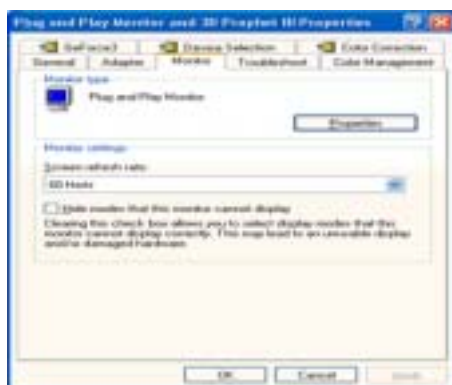 Plug and Play Monitor and 3D Prophet III Properties
GeForce3 Device Selection Color Correction
General Adapter Monitor Troubleshoot Color Management
Monitor type
Plug and Play Monitor
Properties
Monitor settings
Screen refresh rate:
Hertz
Hide modes that this monitor cannot display
Clearing this check box allows you to select display modes that this
monitor cannot display correctly. This may lead to an unusable display
and/or damaged hardware.
OK Cancel Apply